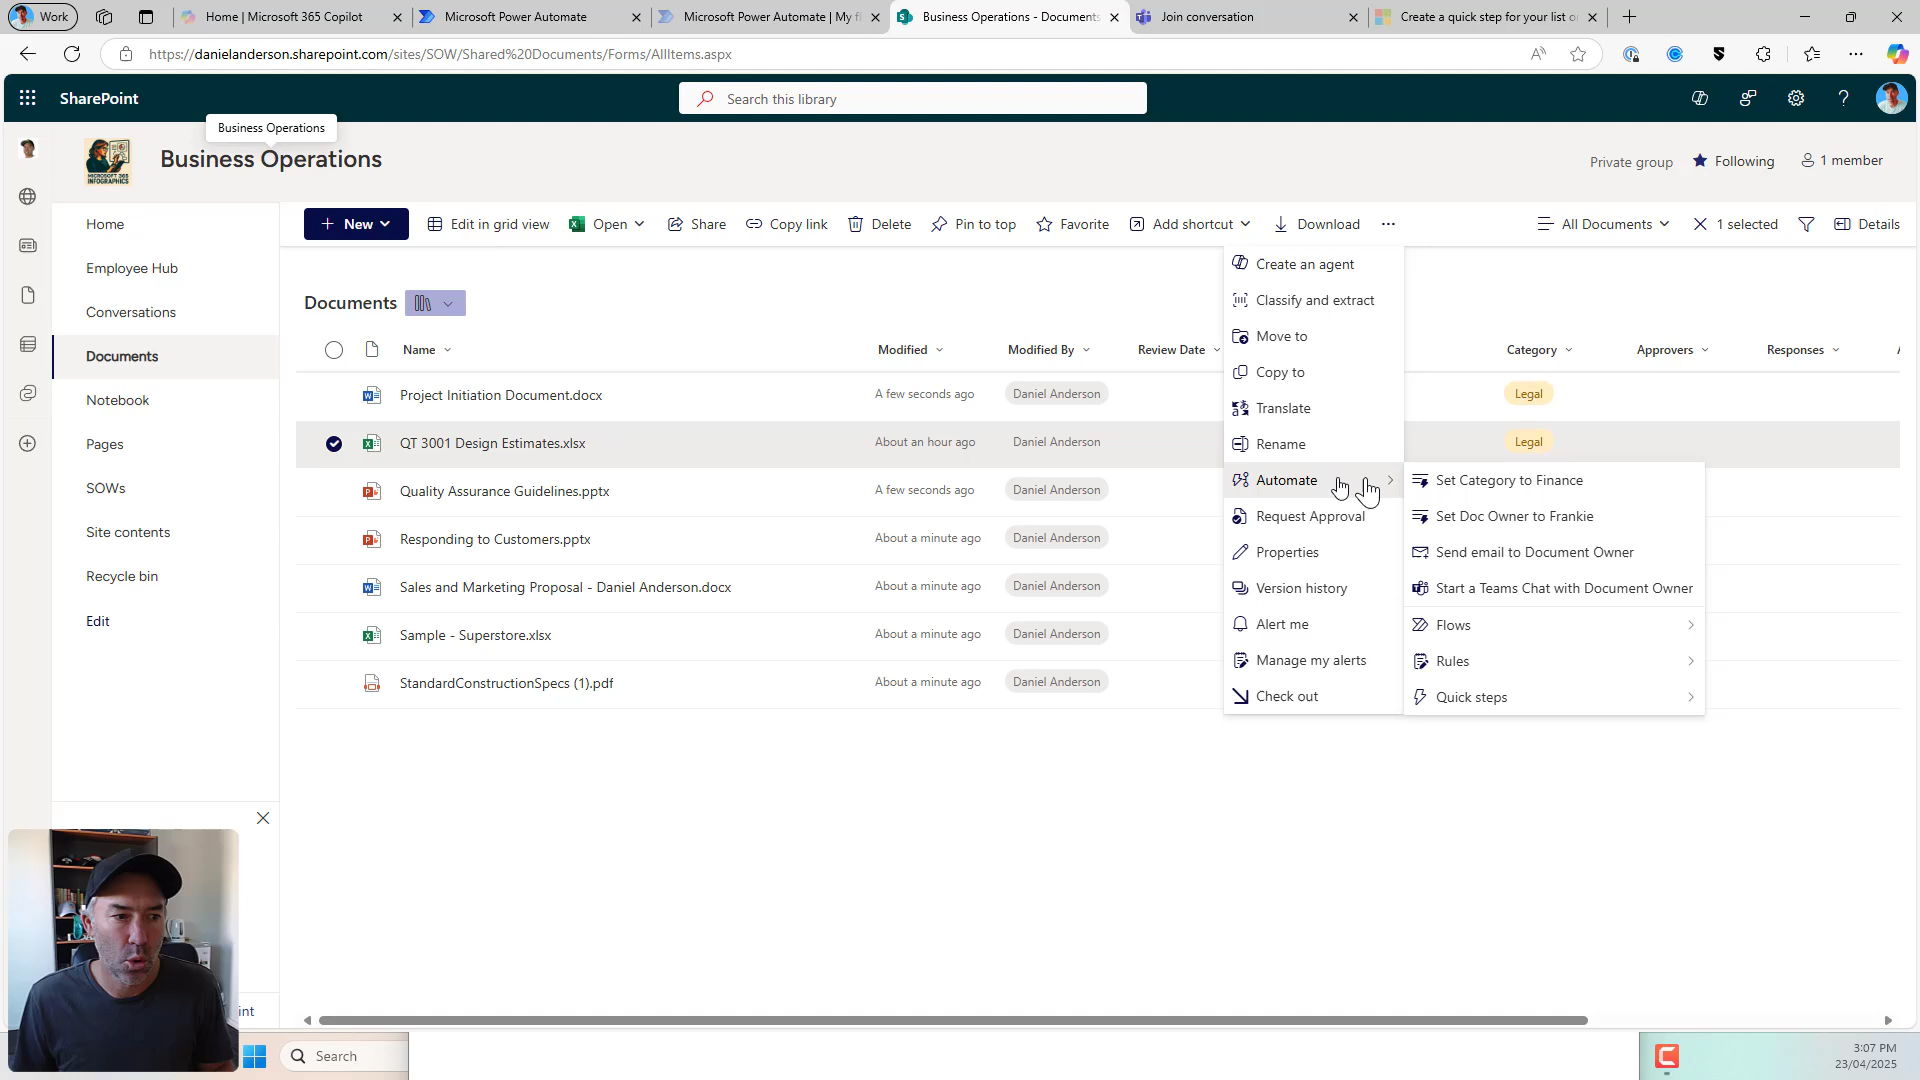 Work
Home | Microsoft 365 Copilot
Microsoft Power Automate
Microsoft Power Automate | My fl
Business Operations - Documents
Join conversation
Create a quick step for your list o
https://danielanderson.sharepoint.com/sites/SOW/Shared%20Documents/Forms/AllItems.aspx
SharePoint
Search this library
Business Operations
MICROSOFT 365
INFOGRAPHICS
Business Operations
Private group
Following
1 member
Home
Employee Hub
Conversations
Documents
Notebook
Pages
SOWs
Site contents
Recycle bin
Edit
New
Edit in grid view
Open
Share
Copy link
Delete
Pin to top
Favorite
Add shortcut
Download
All Documents
1 selected
Details
Documents
Name
Modified
Modified By
Review Date
Category
Approvers
Responses
Project Initiation Document.docx
A few seconds ago
Daniel Anderson
Legal
QT 3001 Design Estimates.xlsx
About an hour ago
Daniel Anderson
Legal
Quality Assurance Guidelines.pptx
A few seconds ago
Daniel Anderson
Responding to Customers.pptx
About a minute ago
Daniel Anderson
Sales and Marketing Proposal - Daniel Anderson.docx
About a minute ago
Daniel Anderson
Sample - Superstore.xlsx
About a minute ago
Daniel Anderson
StandardConstructionSpecs (1).pdf
About a minute ago
Daniel Anderson
Create an agent
Classify and extract
Move to
Copy to
Translate
Rename
Automate
Request Approval
Properties
Version history
Alert me
Manage my alerts
Check out
Set Category to Finance
Set Doc Owner to Frankie
Send email to Document Owner
Start a Teams Chat with Document Owner
Flows
Rules
Quick steps
int
Search
3:07 PM
23/04/2025